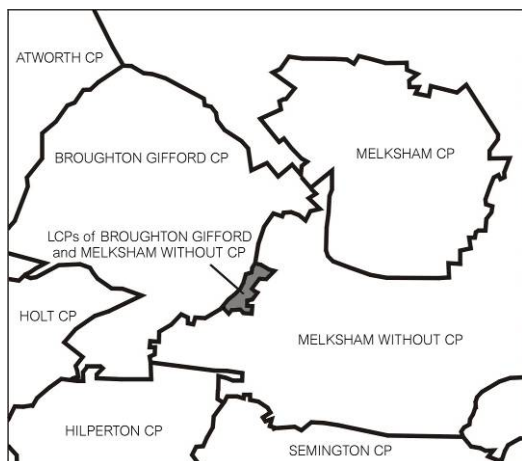 ATWORTH CP
BROUGHTON GIFFORD CP
MELKSHAM CP
LCPs of BROUGHTON GIFFORD
and MELKSHAM WITHOUT CP
HOLT CP
MELKSHAM WITHOUT CP
HILPERTON CP
SEMINGTON CP